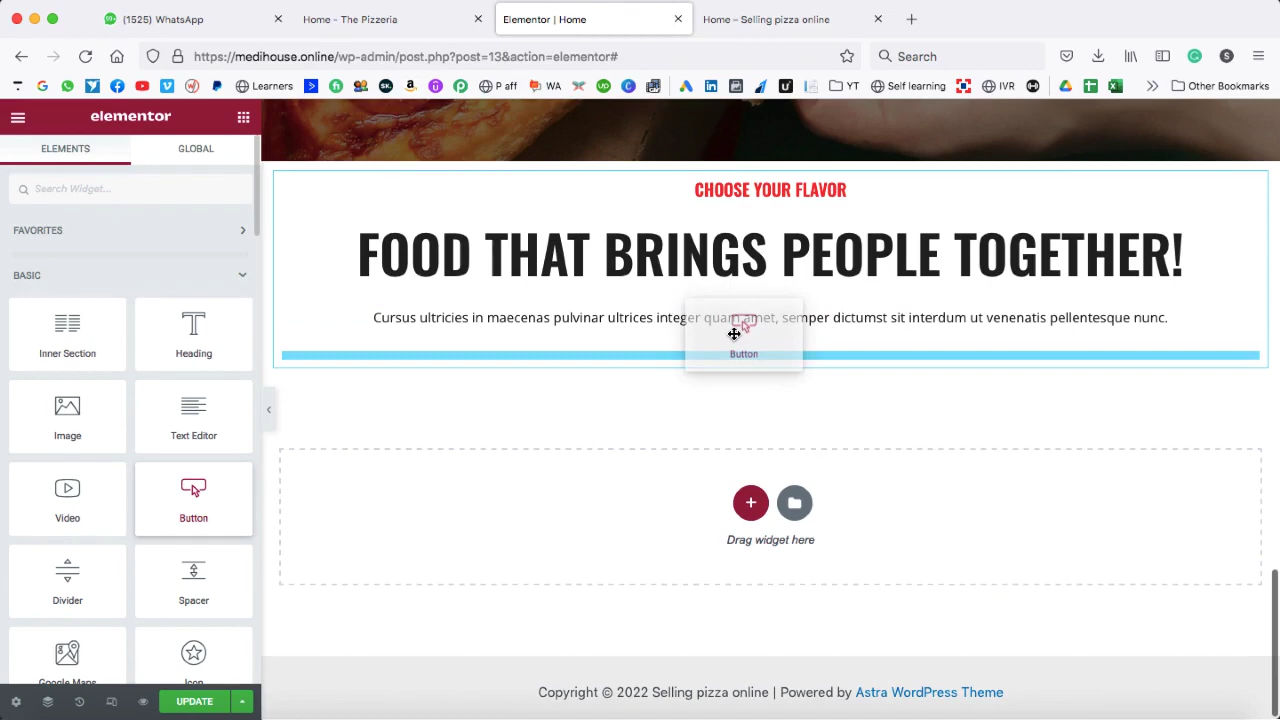 (1525) WhatsApp
Home - The Pizzeria
Elementor | Home
Home – Selling pizza online
https://medihouse.online/wp-admin/post.php?post=13&action=elementor#
Search
Learners
P aff
WA
YT
Self learning
IVR
Other Bookmarks
elementor
ELEMENTS
GLOBAL
Search Widget...
FAVORITES
BASIC
Inner Section
Heading
Image
Text Editor
Video
Button
Divider
Spacer
Google Maps
Icon
UPDATE
CHOOSE YOUR FLAVOR
FOOD THAT BRINGS PEOPLE TOGETHER!
Cursus ultricies in maecenas pulvinar ultrices integer quam amet, semper dictumst sit interdum ut venenatis pellentesque nunc.
Button
Drag widget here
Copyright © 2022 Selling pizza online | Powered by Astra WordPress Theme